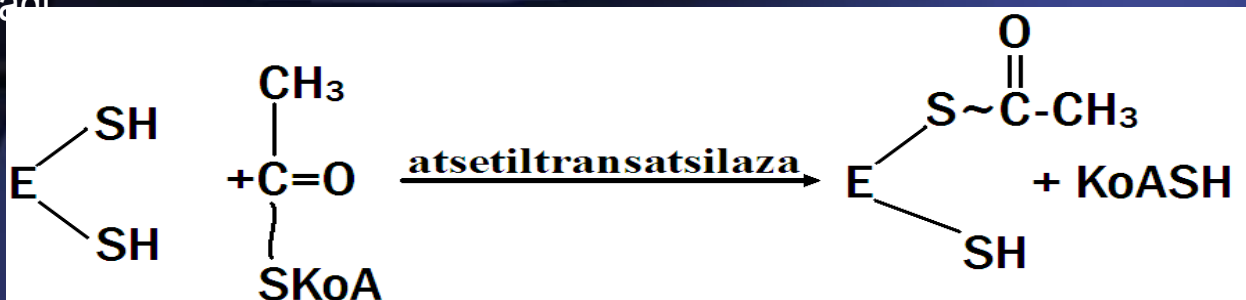 O
CH₃
S~C-CH₃
SH
E
+C=O
atsetiltransatsilaza
E
+ KoASH
SH
SH
SKoA